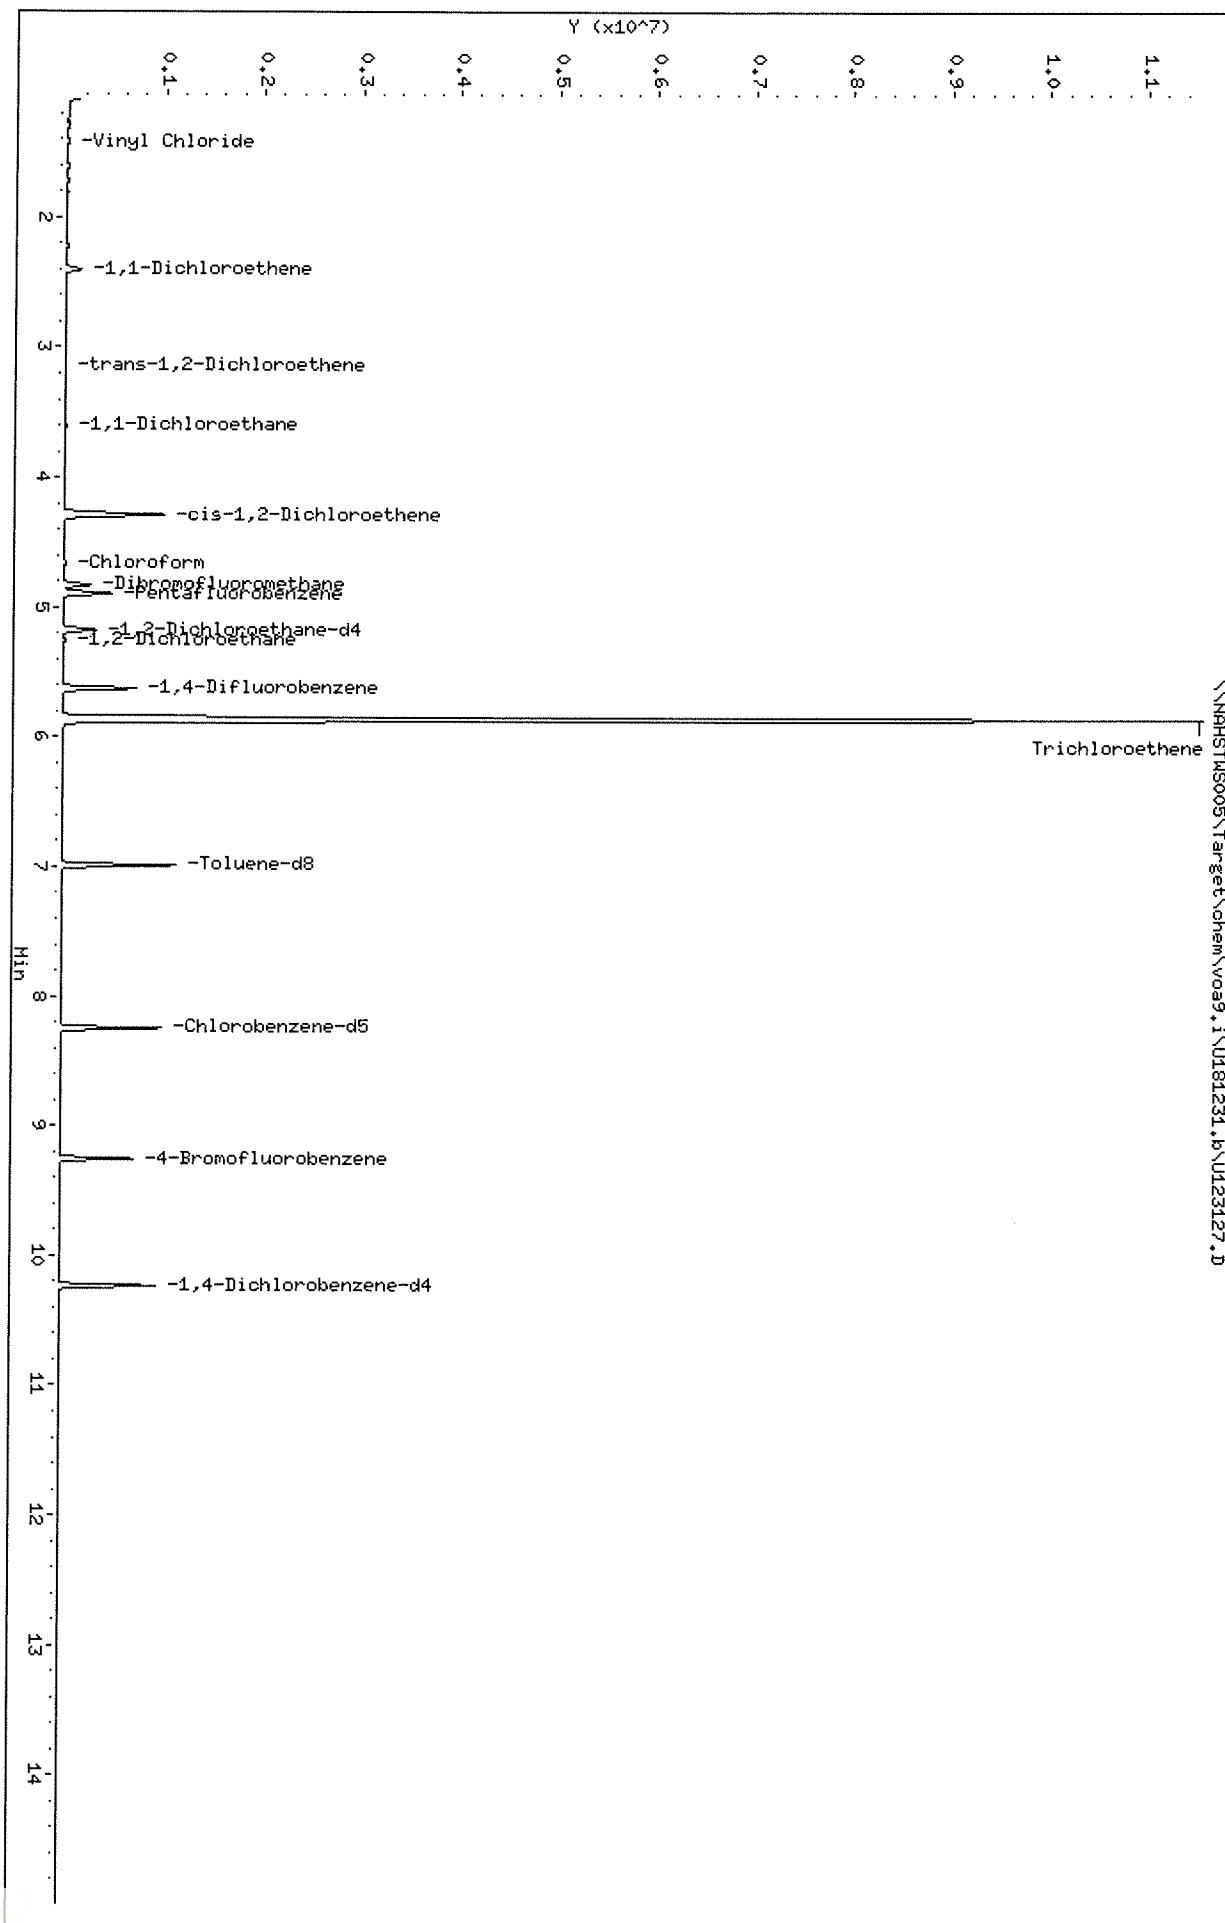 Y (x10^7)
0.1
0.2
0.3
0.4
0.5
0.6
0.7
0.8
0.9
1.0
1.1
-Vinyl Chloride
2
-1,1-Dichloroethene
3
-trans-1,2-Dichloroethene
-1,1-Dichloroethane
4
-cis-1,2-Dichloroethene
-Chloroform
-Dibromofluoromethane
-Pentafluorobenzene
5
-1,2-Dichloroethane-d4
-1,2-Dichloroethane
-1,4-Difluorobenzene
6
Trichloroethene
7
-Toluene-d8
Min
8
-Chlorobenzene-d5
9
-4-Bromofluorobenzene
10
-1,4-Dichlorobenzene-d4
11
12
13
14
\\NAHSTWS005\Target\chem\voa9.i\U181231.b\U123127.D